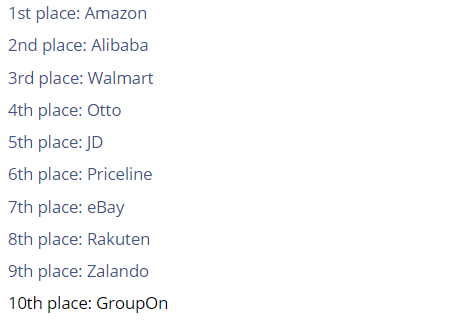 1st place: Amazon
2nd place: Alibaba
3rd place: Walmart
4th place: Otto
5th place: JD
6th place: Priceline
7th place: eBay
8th place: Rakuten
9th place: Zalando
10th place: GroupOn